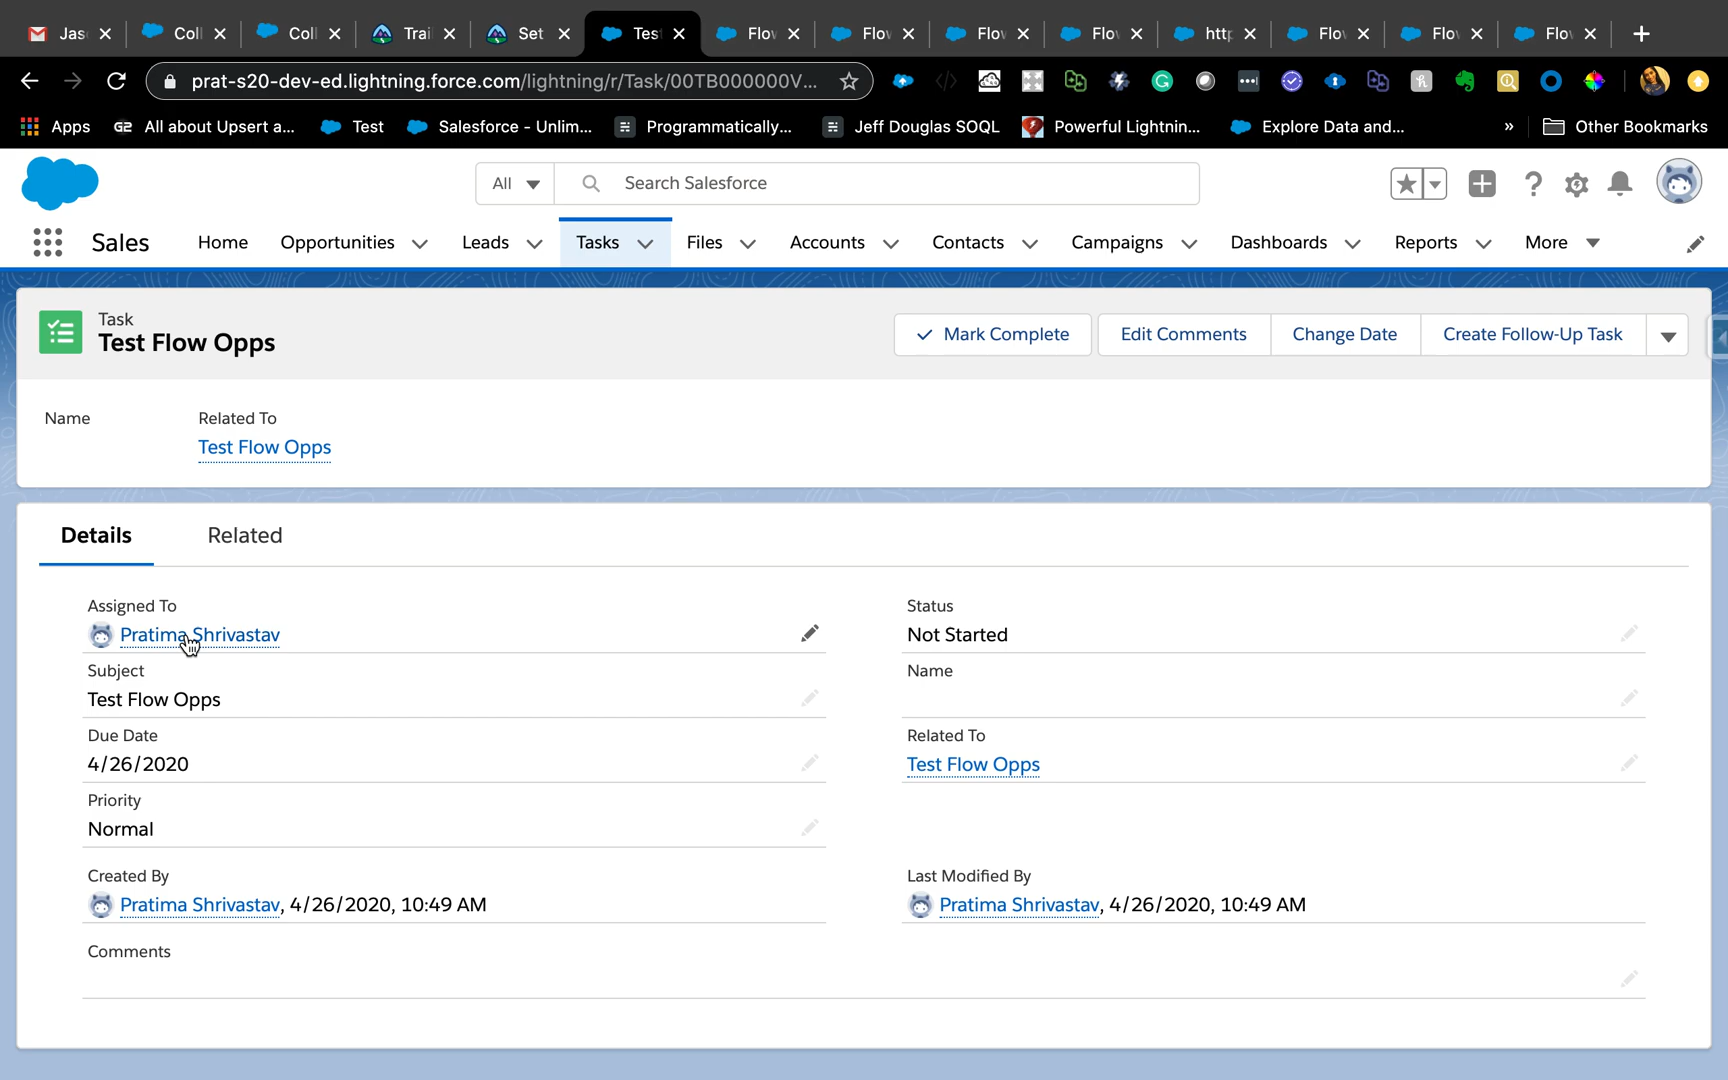 Jas Coll Coll Trai Set Tes Flov Flov Flov Flov http Flov Flov Flov
prat-s20-dev-ed.lightning.force.com/lightning/r/Task/00TB000000V...
Apps G2 All about Upsert a... Test Salesforce - Unlim... Programmatically... Jeff Douglas SOQL Powerful Lightnin... Explore Data and... » Other Bookmarks
All Search Salesforce
Sales Home Opportunities Leads Tasks Files Accounts Contacts Campaigns Dashboards Reports More
Task
Test Flow Opps
Mark Complete Edit Comments Change Date Create Follow-Up Task
Name Related To
Test Flow Opps
Details Related
Assigned To Status
Pratima Shrivastav Not Started
Subject Name
Test Flow Opps
Due Date Related To
4/26/2020 Test Flow Opps
Priority
Normal
Created By Last Modified By
Pratima Shrivastav, 4/26/2020, 10:49 AM Pratima Shrivastav, 4/26/2020, 10:49 AM
Comments